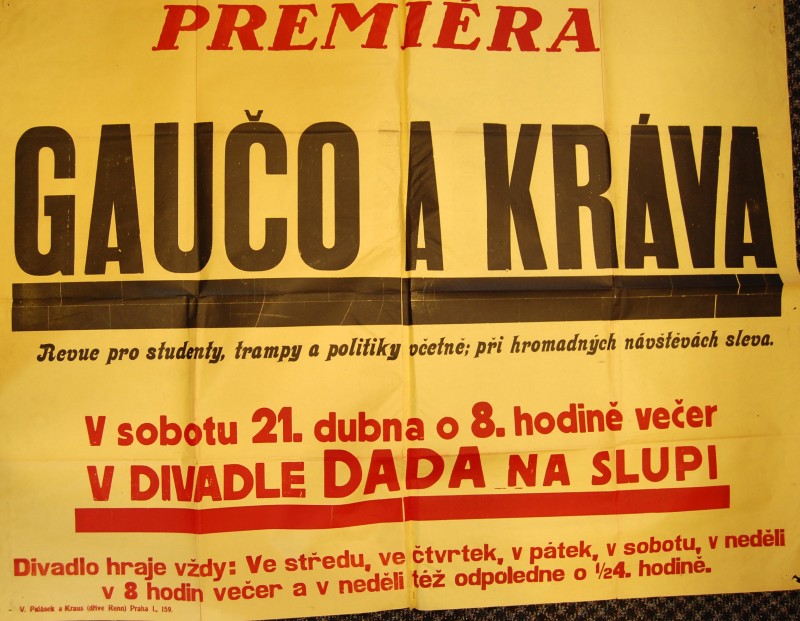 PREMIÉRA
GAUČO A KRÁVA
Revue pro studenty, trampy a politiky včetně; při hromadných návštěvách sleva.
V sobotu 21. dubna o 8. hodině večer
V DIVADLE DADA NA SLUPI
Divadlo hraje vždy: Ve středu, ve čtvrtek, v pátek, v sobotu, v neděli
v 8 hodin večer a v neděli též odpoledne o ½4. hodině.
V. Palásek a Kraus (dříve Renn) Praha I., 159.